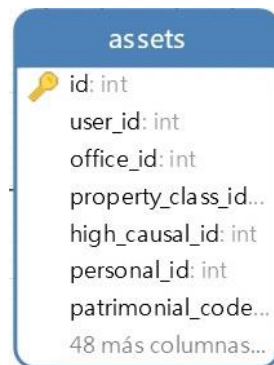 assets
id: int
user_id: int
office_id: int
property_class_id...
high_causal_id: int
personal_id: int
patrimonial_code...
48 más columnas...